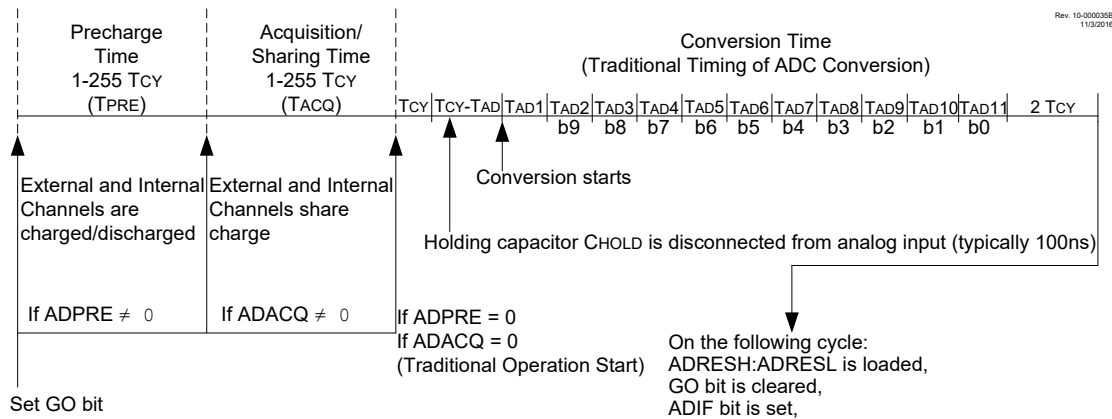 Rev. 10-000035B
11/3/2016
Precharge
Time
1-255 TCY
(TPRE)
Acquisition/
Sharing Time
1-255 TCY
(TACQ)
Conversion Time
(Traditional Timing of ADC Conversion)
TCY TCY-TAD TAD1 TAD2 TAD3 TAD4 TAD5 TAD6 TAD7 TAD8 TAD9 TAD10 TAD11 2 TCY
b9 b8 b7 b6 b5 b4 b3 b2 b1 b0
External and Internal
Channels are
charged/discharged
External and Internal
Channels share
charge
Conversion starts
Holding capacitor CHOLD is disconnected from analog input (typically 100ns)
If ADPRE ≠ 0
If ADACQ ≠ 0
If ADPRE = 0
If ADACQ = 0
(Traditional Operation Start)
On the following cycle:
ADRESH:ADRESL is loaded,
GO bit is cleared,
ADIF bit is set,
Set GO bit